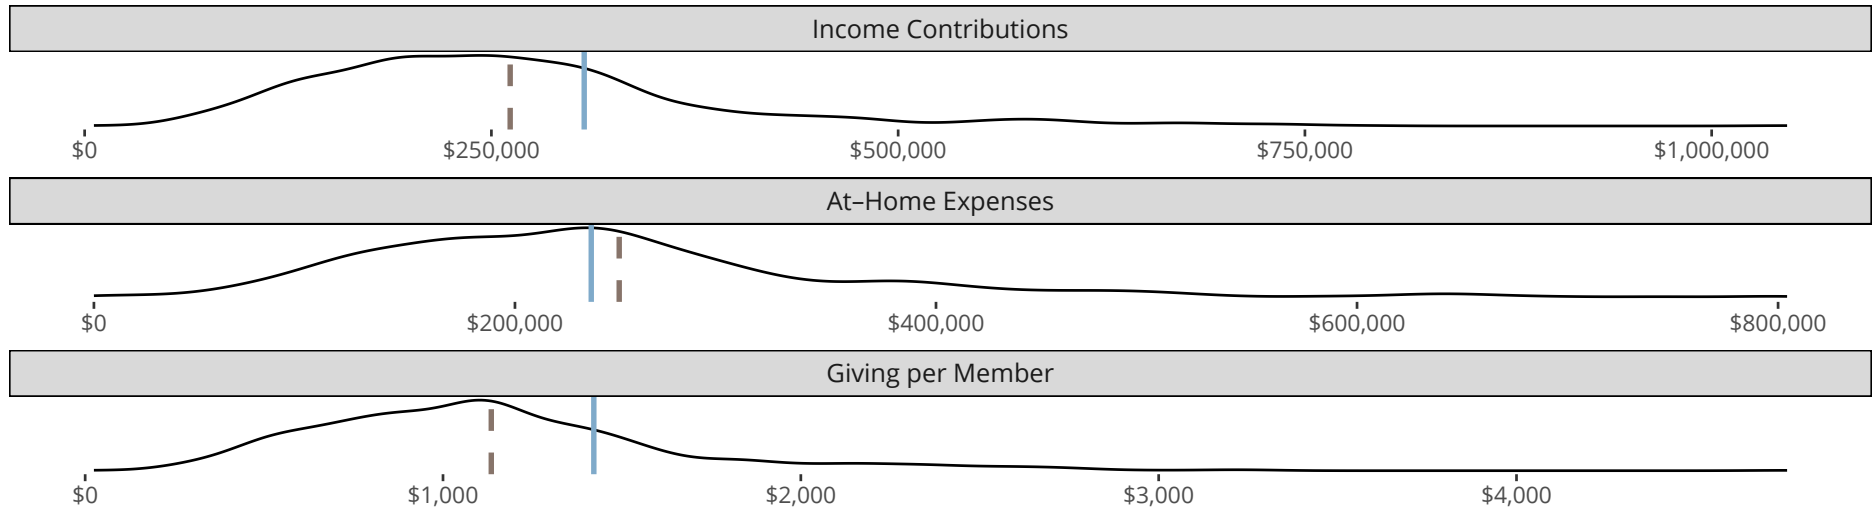 Income Contributions
$0 $250,000 $500,000 $750,000 $1,000,000
At–Home Expenses
$0 $200,000 $400,000 $600,000 $800,000
Giving per Member
$0 $1,000 $2,000 $3,000 $4,000